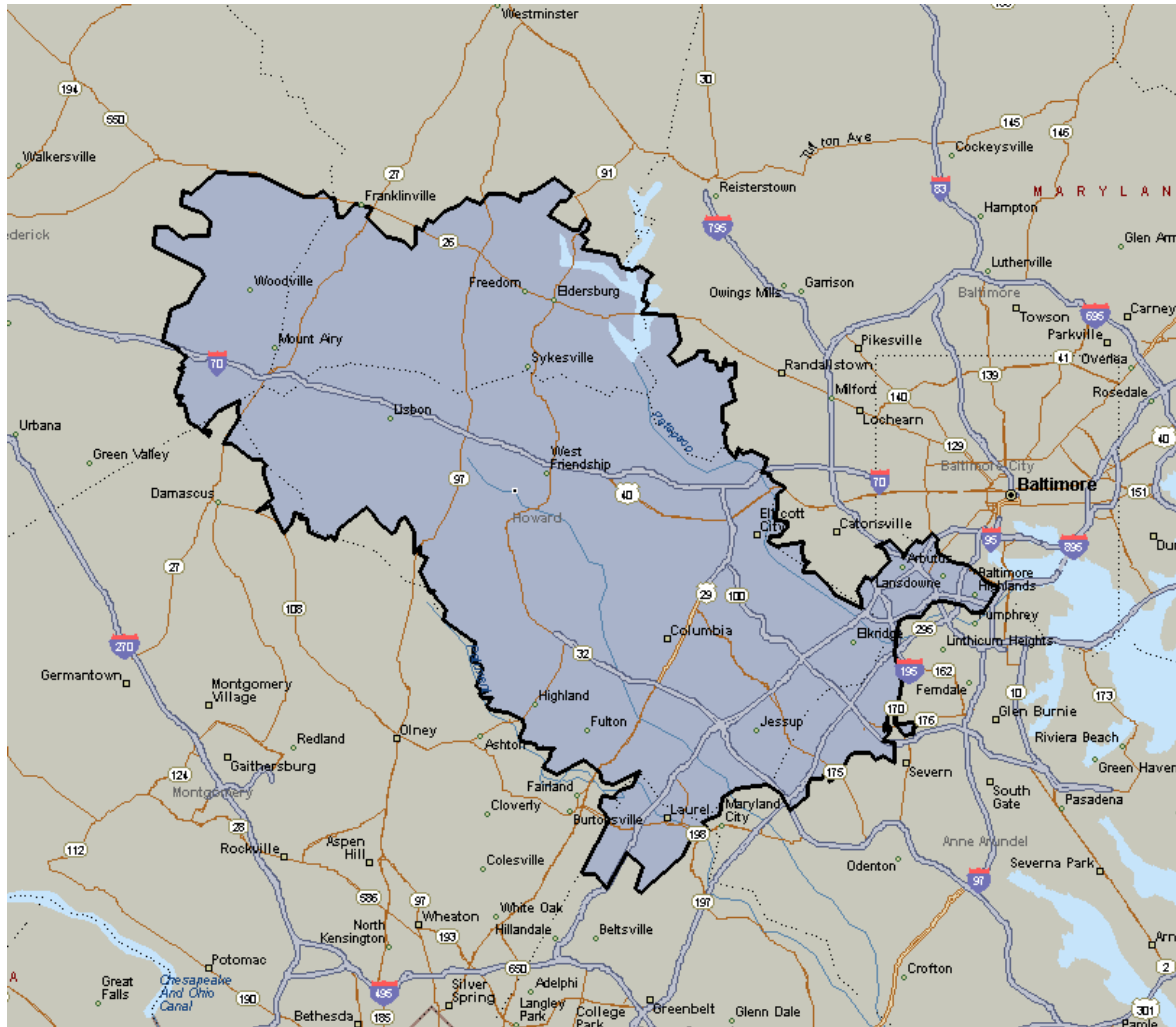 Westminster
30
194
550
145
145
Tufton Ave
Cockeysville
Walkersville
27
91
Reisterstown
83
MARYLAN
Franklinville
Hampton
795
ederick
26
Glen Arm
Lutherville
Woodville
Freedom
Eldersburg
Owings Mills
Garrison
Baltimore
Towson
695
Carney
Parkville
Mount Airy
Pikesville
41
Overlea
70
Sykesville
Randallstown
139
Milford
140
Rosedale
Lisbon
Lochearn
Urbana
Patapsco
129
40
Green Valley
West
Friendship
Baltimore City
97
70
Baltimore
151
Damascus
40
Howard
Ellicott
City
Catonsville
95
895
Du
27
Arbutus
Lansdowne
Baltimore
Highlands
29
100
108
Pumphrey
Columbia
Elkridge
295
Linthicum Heights
270
32
195
162
Germantown
Ferndale
Montgomery
Village
Highland
10
173
170
176
Glen Burnie
Fulton
Jessup
Olney
Ashton
Redland
Riviera Beach
Gaithersburg
Severn
Green Haven
124
175
Fairland
South
Gate
Montgomery
Cloverly
Burtonsville
Laurel
Maryland
City
Pasadena
28
198
Anne Arundel
112
Rockville
Aspen
Hill
Colesville
Odenton
Severna Park
97
586
97
197
White Oak
Wheaton
North
Kensington
193
Hillandale
Beltsville
Arn
Potomac
650
2
A
Great
Falls
Chesapeake
And Ohio
Canal
190
495
Silver
Spring
Adelphi
Crofton
Langley
Park
College
Park
Greenbelt
Glenn Dale
301
Bethesda
185
Parole